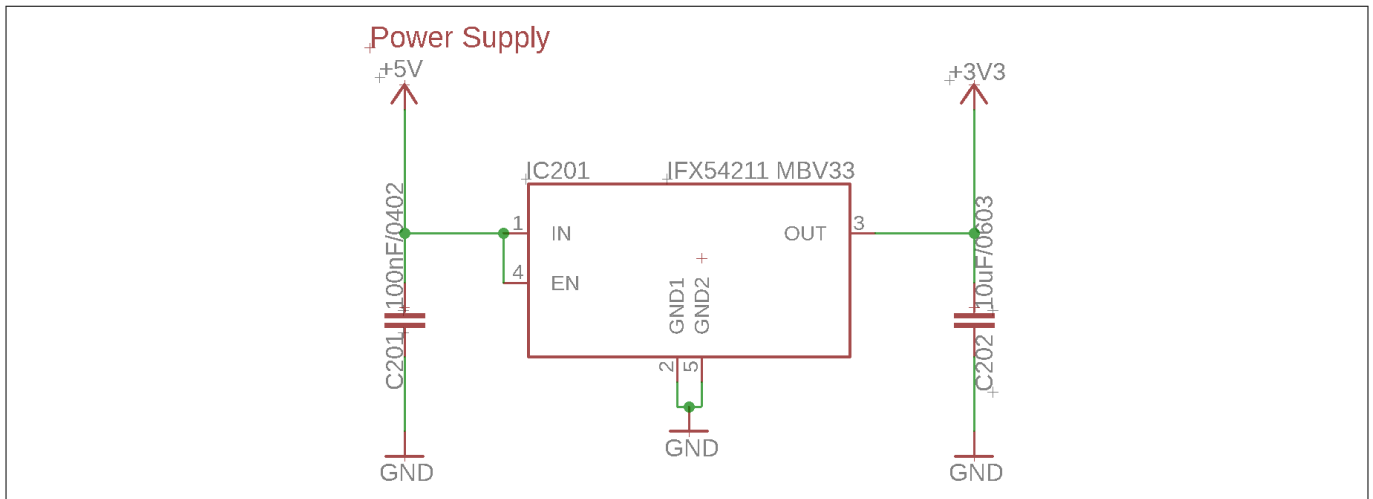 Power Supply
+5V
+3V3
IC201
IFX54211 MBV33
100nF/0402
C201
1
IN
4
EN
GND1
GND2
2
5
OUT
3
10uF/0603
C202
GND
GND
GND